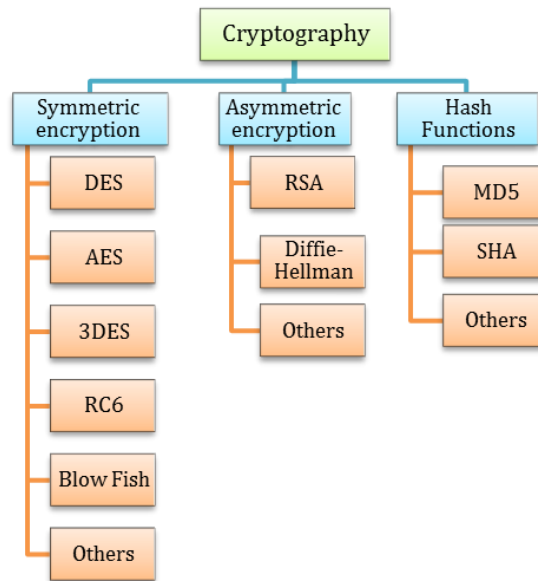 Cryptography
Symmetric
encryption
DES
AES
3DES
RC6
Blow Fish
Others
Asymmetric
encryption
RSA
Diffie-
Hellman
Others
Hash
Functions
MD5
SHA
Others